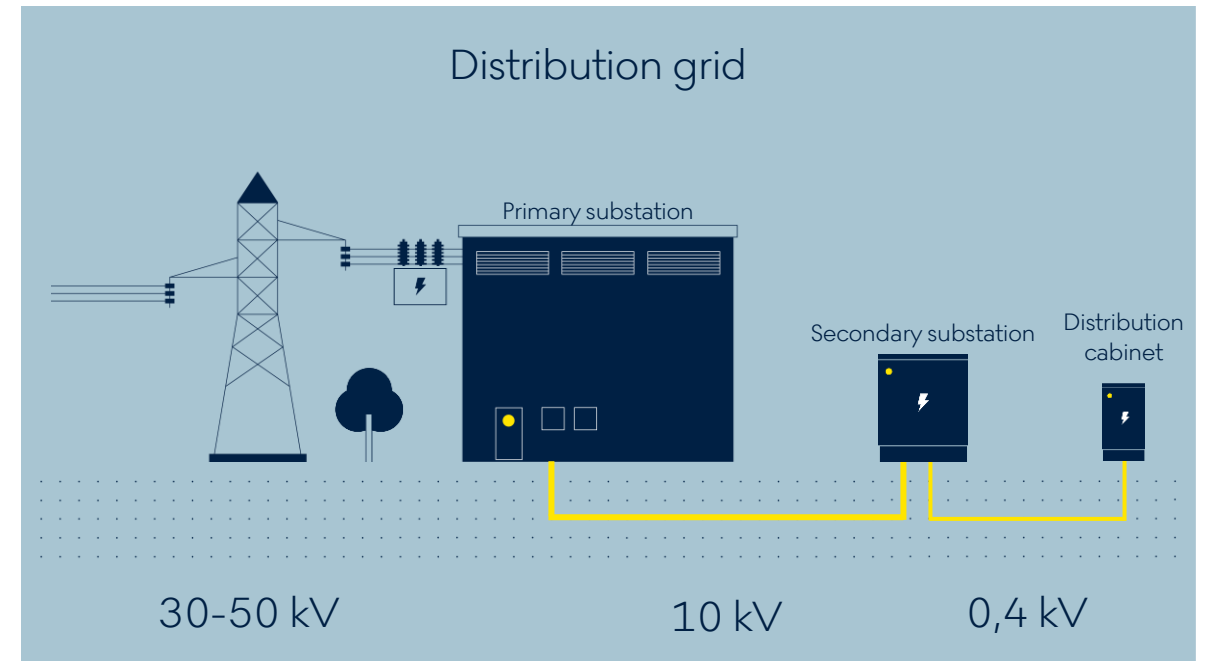 Distribution grid
Primary substation
Secondary substation
Distribution
cabinet
30-50 kV
10 kV
0,4 kV